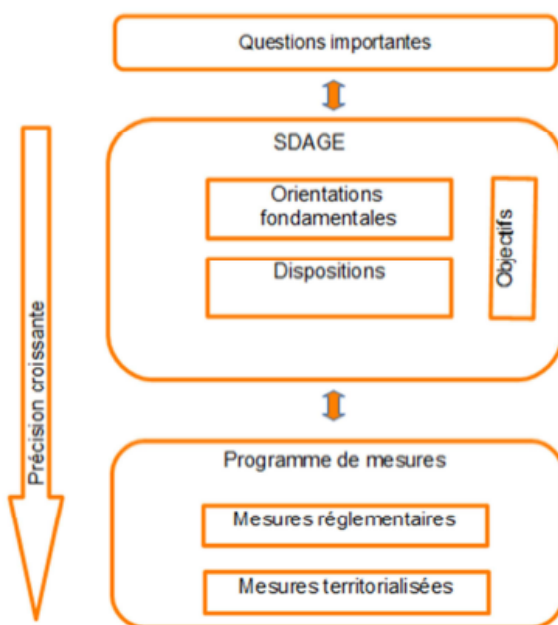 Questions importantes
SDAGE
Orientations
fondamentales
Dispositions
Objectifs
Précision croissante
Programme de mesures
Mesures réglementaires
Mesures territorialisées